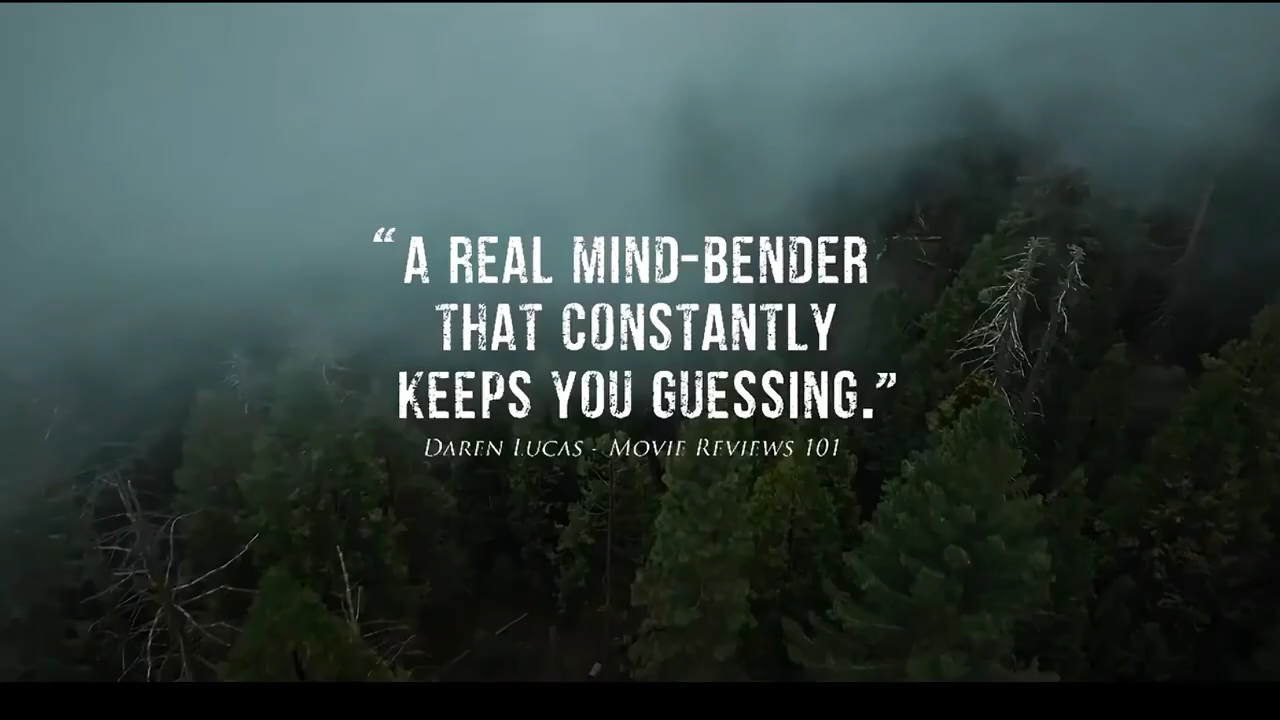 “A REAL MIND-BENDER
THAT CONSTANTLY
KEEPS YOU GUESSING.”
DAREN LUCAS - MOVIE REVIEWS 101